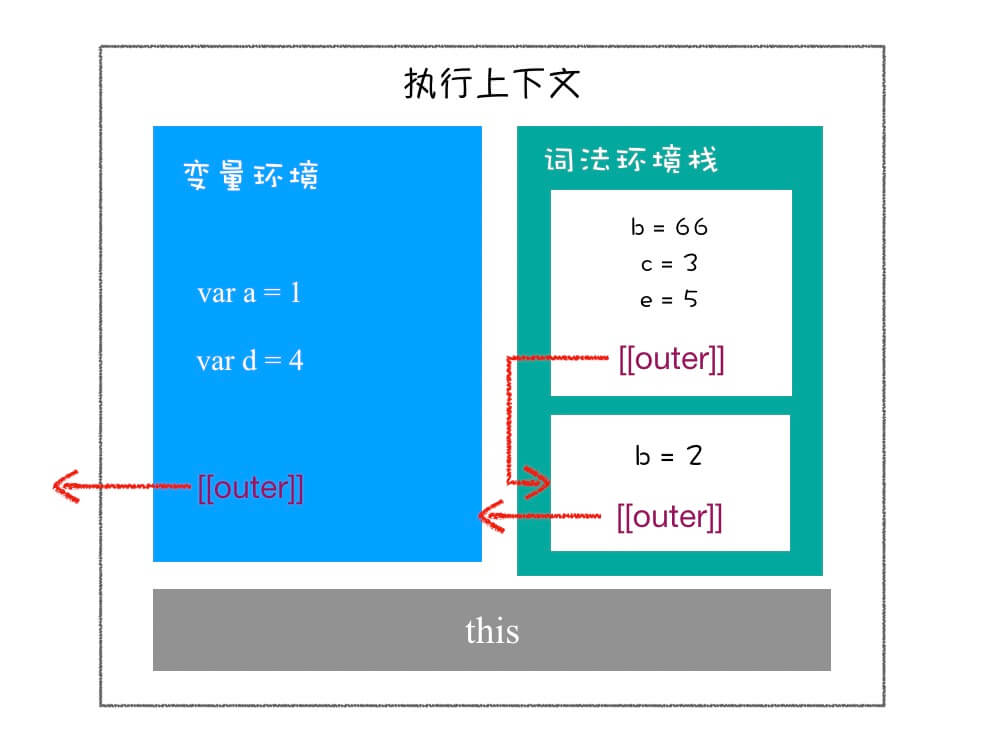 执行上下文
变量环境
var a = 1
var d = 4
[[outer]]
词法环境栈
b = 66
c = 3
e = 5
[[outer]]
b = 2
[[outer]]
this